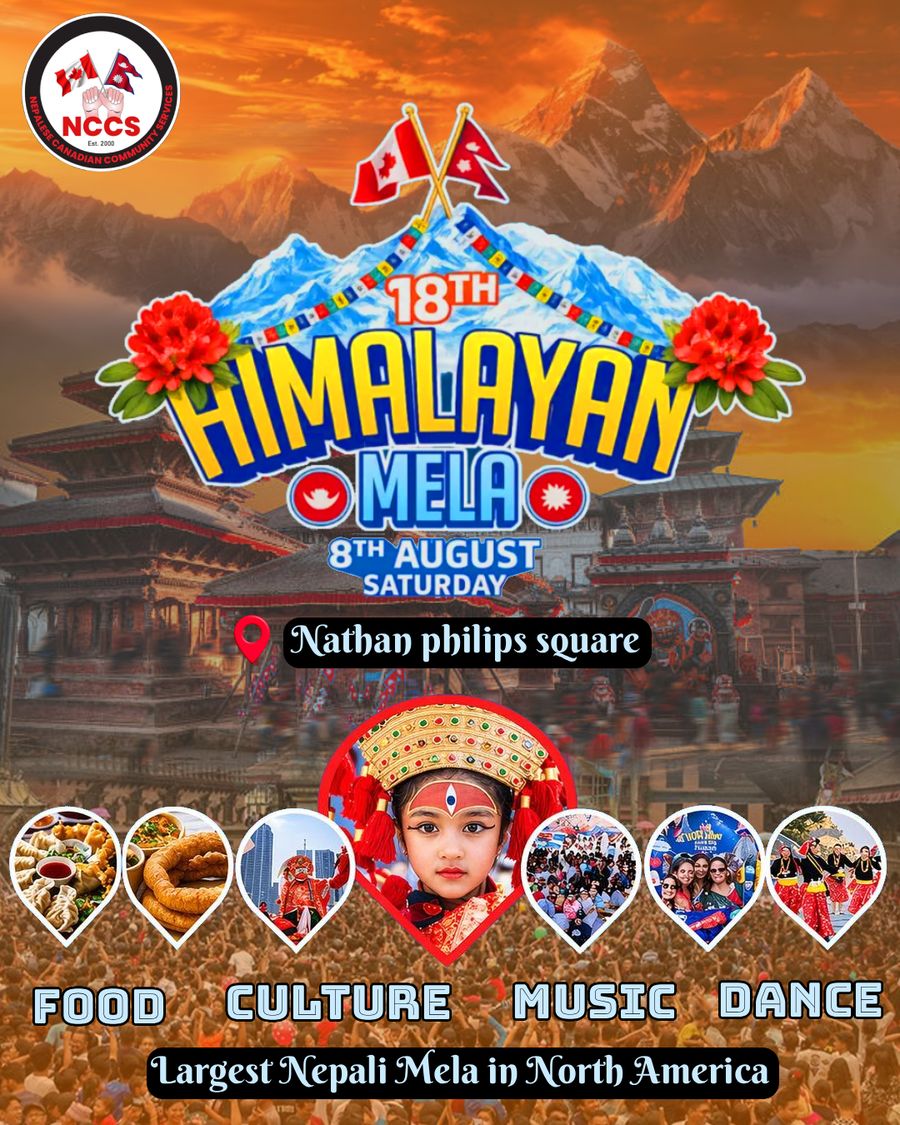 NEPALESE CANADIAN COMMUNITY SERVICES
NCCS
Est. 2000
18TH
HIMALAYAN
MELA
8TH AUGUST
SATURDAY
Nathan philips square
FOOD CULTURE MUSIC DANCE
Largest Nepali Mela in North America